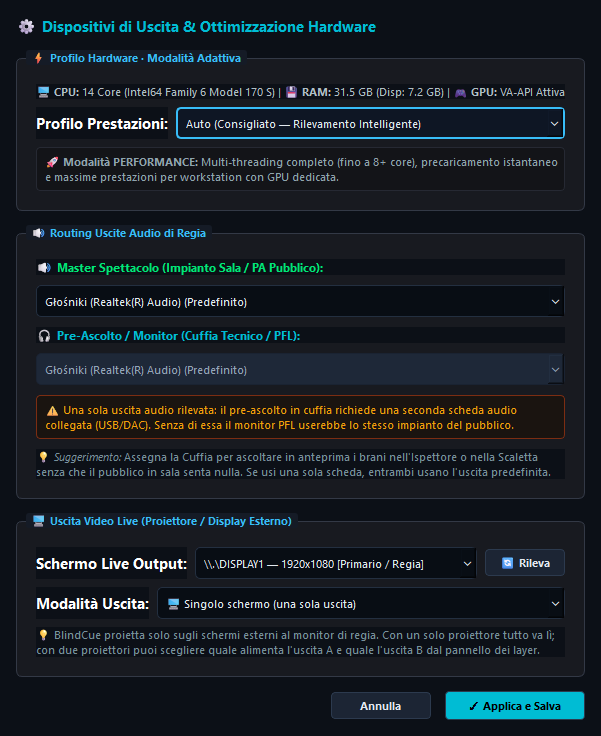 Dispositivi di Uscita & Ottimizzazione Hardware
Profilo Hardware · Modalità Adattiva
CPU: 14 Core (Intel64 Family 6 Model 170 S) | RAM: 31.5 GB (Disp: 7.2 GB) | GPU: VA-API Attiva
Profilo Prestazioni: Auto (Consigliato — Rilevamento Intelligente)
Modalità PERFORMANCE: Multi-threading completo (fino a 8+ core), precaricamento istantaneo
e massime prestazioni per workstation con GPU dedicata.
Routing Uscite Audio di Regia
Master Spettacolo (Impianto Sala / PA Pubblico):
Głośniki (Realtek(R) Audio) (Predefinito)
Pre-Ascolto / Monitor (Cuffia Tecnico / PFL):
Głośniki (Realtek(R) Audio) (Predefinito)
Una sola uscita audio rilevata: il pre-ascolto in cuffia richiede una seconda scheda audio
collegata (USB/DAC). Senza di essa il monitor PFL userebbe lo stesso impianto del pubblico.
Suggerimento: Assegna la Cuffia per ascoltare in anteprima i brani nell'Ispettore o nella Scaletta
senza che il pubblico in sala senta nulla. Se usi una sola scheda, entrambi usano l'uscita predefinita.
Uscita Video Live (Proiettore / Display Esterno)
Schermo Live Output: \\.\DISPLAY1 — 1920x1080 [Primario / Regia] Rileva
Modalità Uscita: Singolo schermo (una sola uscita)
BlindCue proietta solo sugli schermi esterni al monitor di regia. Con un solo proiettore tutto va lì;
con due proiettori puoi scegliere quale alimenta l'uscita A e quale l'uscita B dal pannello dei layer.
Annulla ✓ Applica e Salva